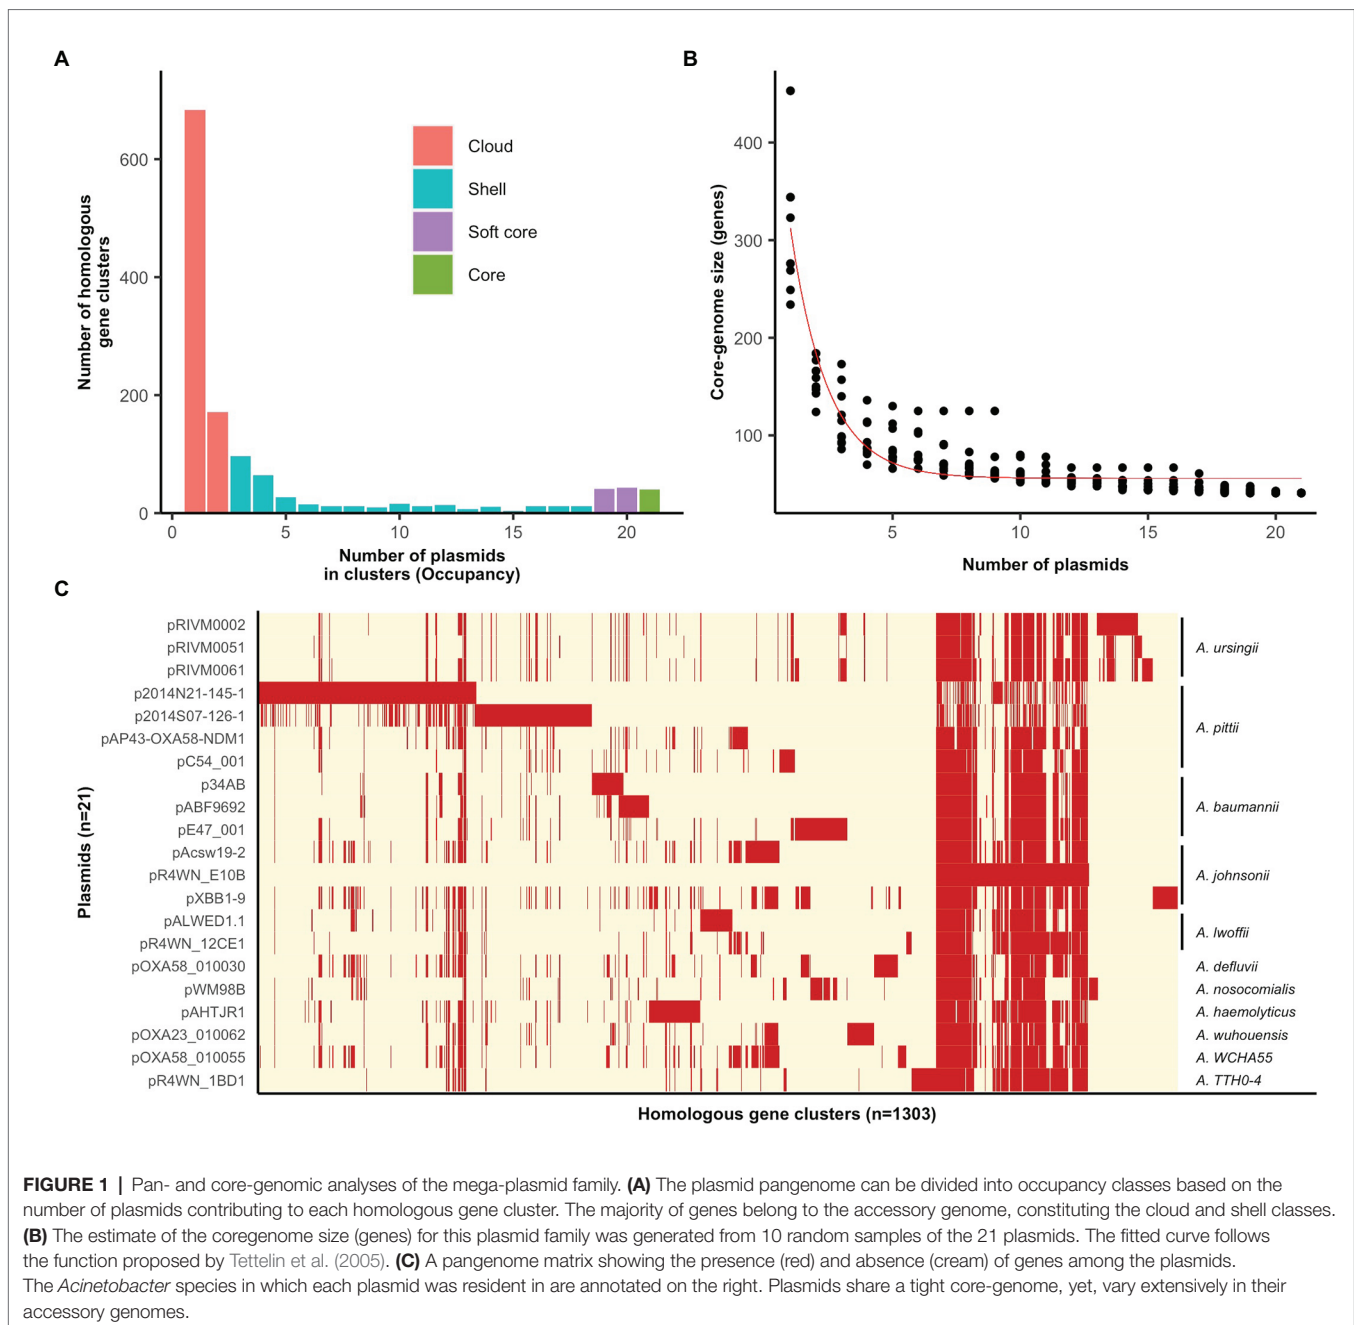 A
Number of homologous
gene clusters
600
400
200
0
0
5
10
15
20
Number of plasmids
in clusters (Occupancy)
Cloud
Shell
Soft core
Core
B
Core-genome size (genes)
400
300
200
100
5
10
15
20
Number of plasmids
C
Plasmids (n=21)
pRIVM0002
pRIVM0051
pRIVM0061
p2014N21-145-1
p2014S07-126-1
pAP43-OXA58-NDM1
pC54_001
p34AB
pABF9692
pE47_001
pAcsw19-2
pR4WN_E10B
pXBB1-9
pALWED1.1
pR4WN_12CE1
pOXA58_010030
pWM98B
pAHTJR1
pOXA23_010062
pOXA58_010055
pR4WN_1BD1
A. ursingii
A. pittii
A. baumannii
A. johnsonii
A. lwoffii
A. defluvii
A. nosocomialis
A. haemolyticus
A. wuhouensis
A. WCHA55
A. TTH0-4
Homologous gene clusters (n=1303)
FIGURE 1 | Pan- and core-genomic analyses of the mega-plasmid family. (A) The plasmid pangenome can be divided into occupancy classes based on the
number of plasmids contributing to each homologous gene cluster. The majority of genes belong to the accessory genome, constituting the cloud and shell classes.
(B) The estimate of the coregenome size (genes) for this plasmid family was generated from 10 random samples of the 21 plasmids. The fitted curve follows
the function proposed by Tettelin et al. (2005). (C) A pangenome matrix showing the presence (red) and absence (cream) of genes among the plasmids.
The Acinetobacter species in which each plasmid was resident in are annotated on the right. Plasmids share a tight core-genome, yet, vary extensively in their
accessory genomes.